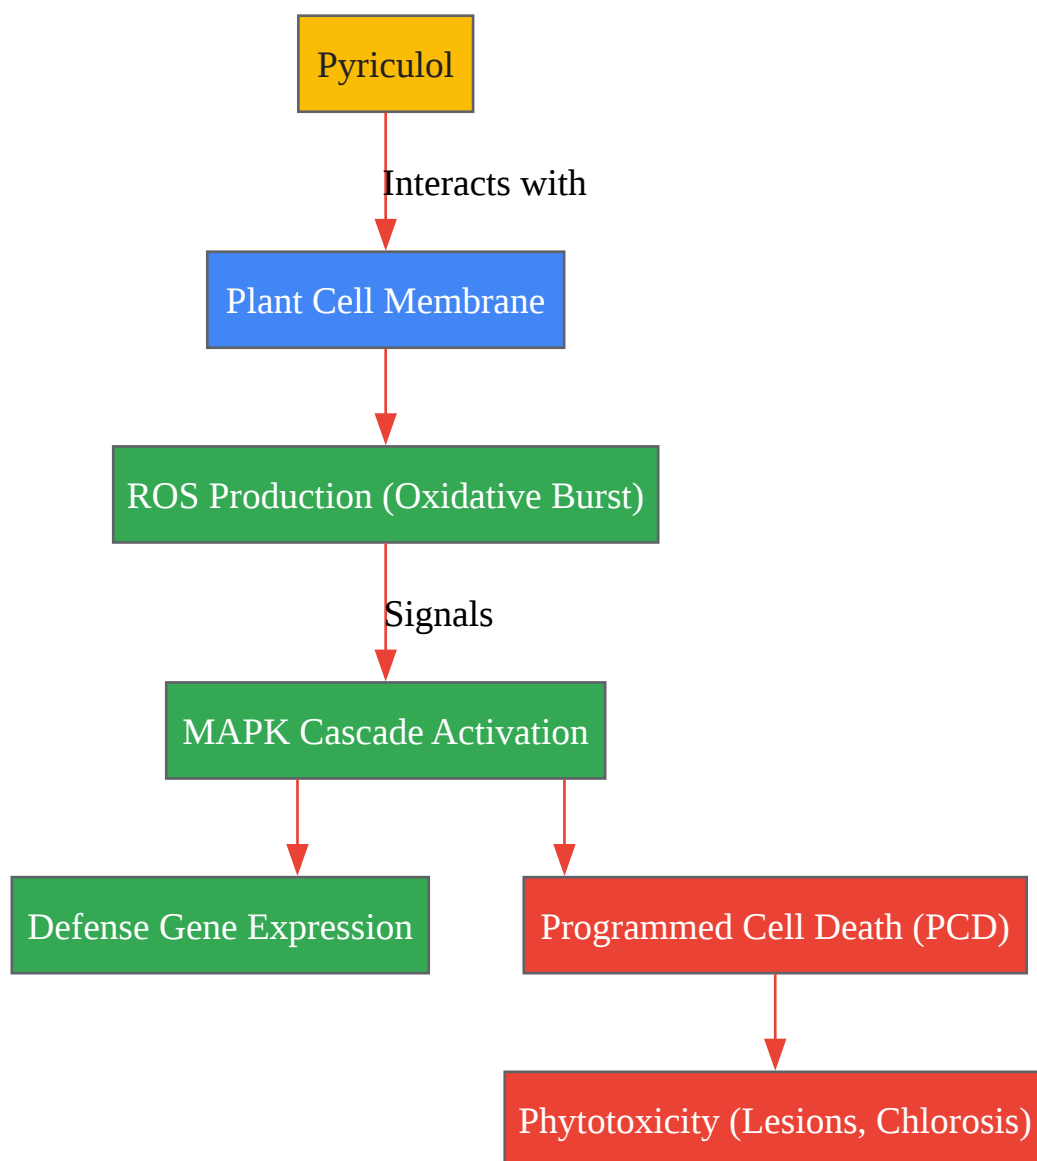 Pyriculol
Interacts with
Plant Cell Membrane
ROS Production (Oxidative Burst)
Signals
MAPK Cascade Activation
Defense Gene Expression
Programmed Cell Death (PCD)
Phytotoxicity (Lesions, Chlorosis)